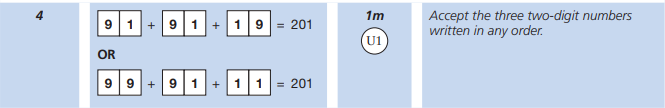 4
9 1 + 9 1 + 1 9 = 201
OR
9 9 + 9 1 + 1 1 = 201
1m
U1
Accept the three two-digit numbers
written in any order.